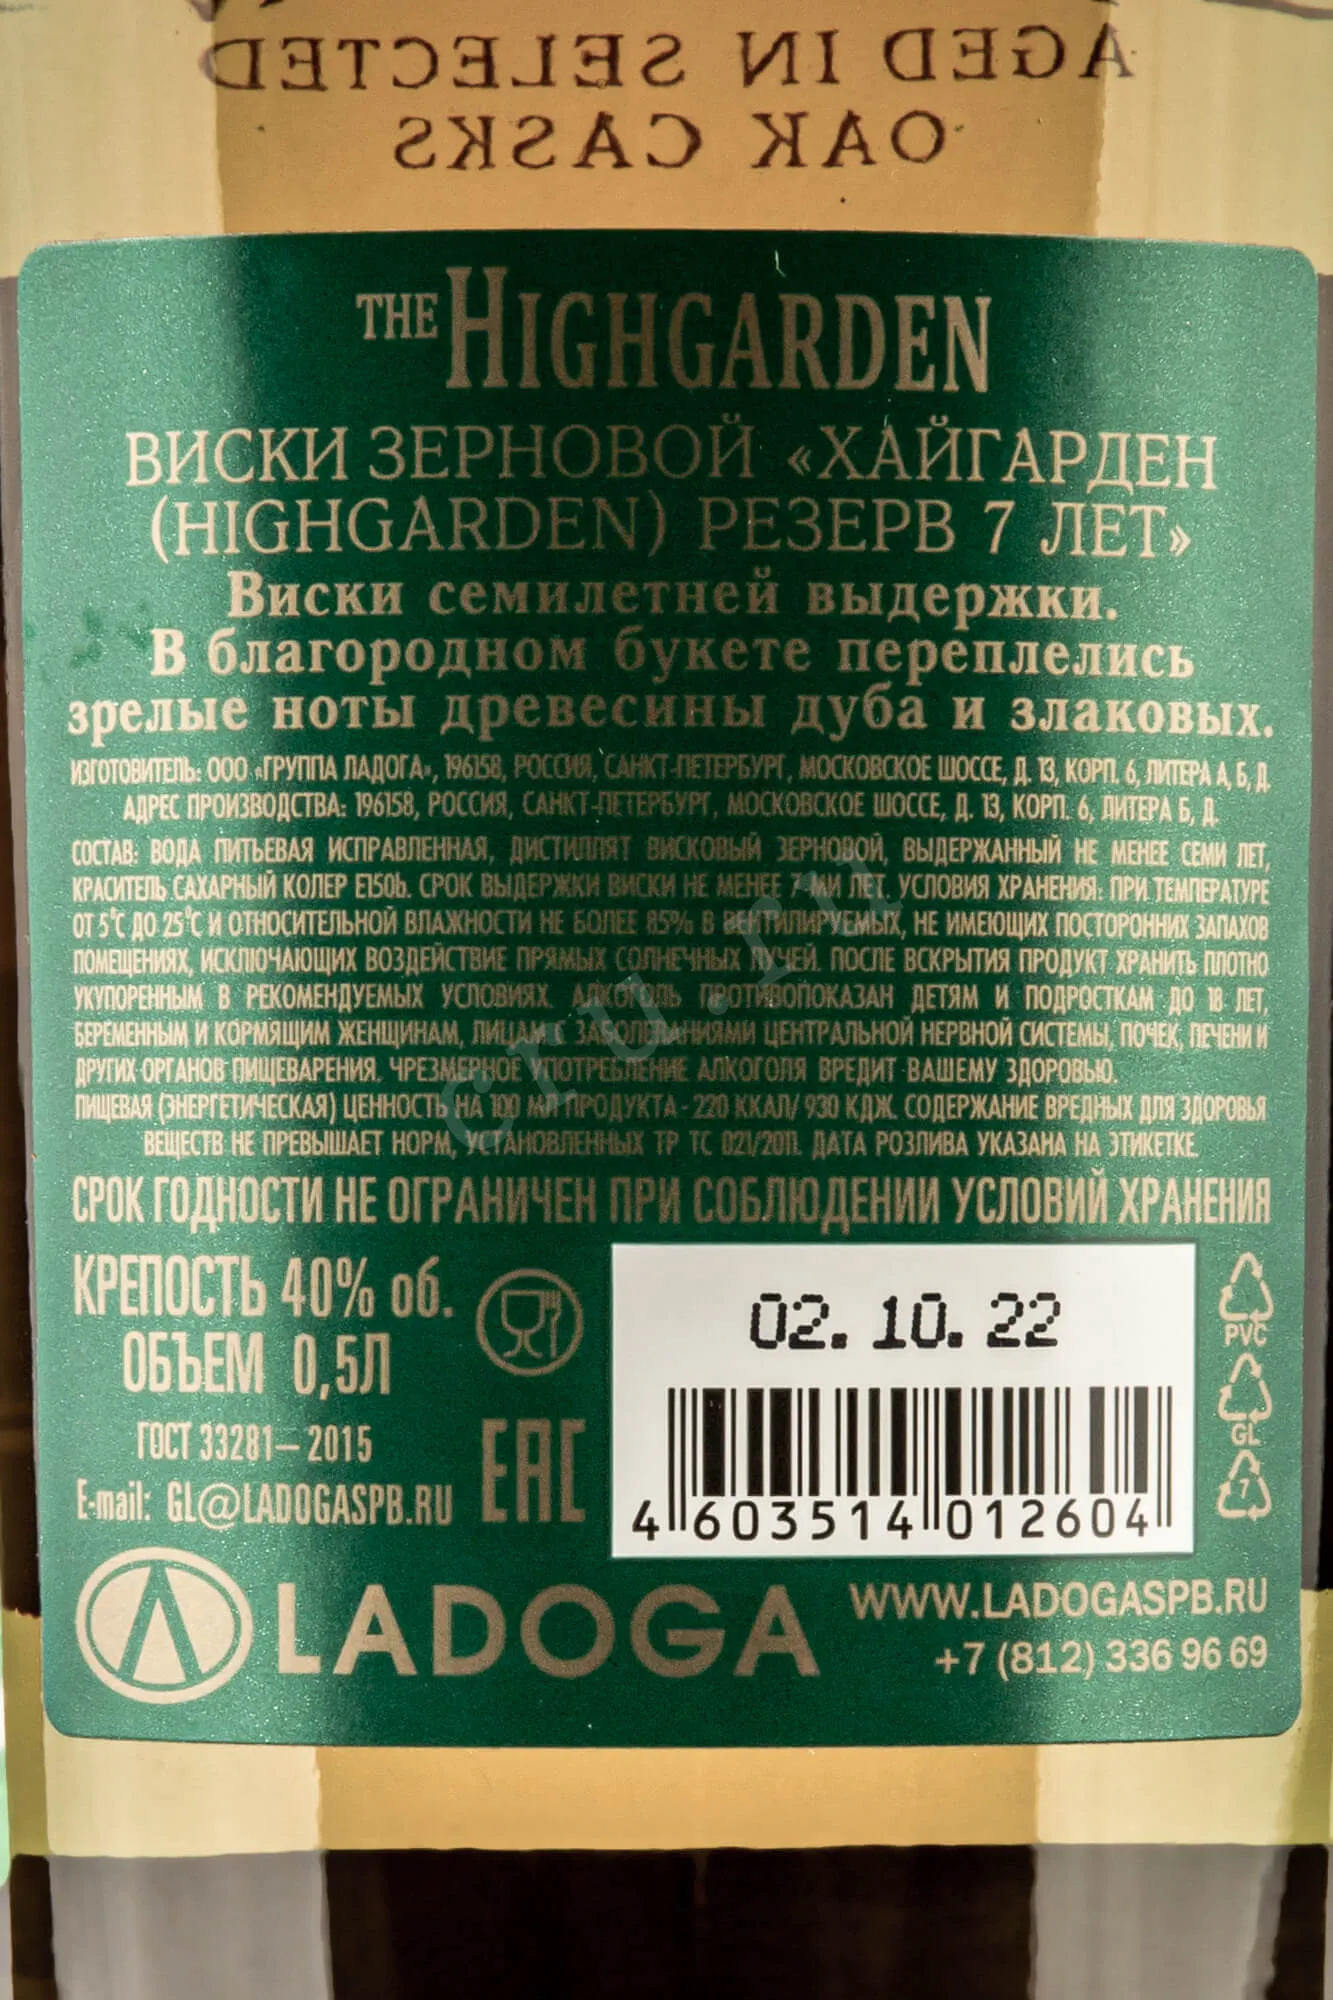 AGED IN SELECTED
OAK CASKS
THE HIGHGARDEN
ВИСКИ ЗЕРНОВОЙ «ХАЙГАРДЕН
(HIGHGARDEN) РЕЗЕРВ 7 ЛЕТ»
Виски семилетней выдержки.
В благородном букете переплелись
зрелые ноты древесины дуба и злаковых.
ИЗГОТОВИТЕЛЬ: ООО «ГРУППА ЛАДОГА», 196158, РОССИЯ, САНКТ-ПЕТЕРБУРГ, МОСКОВСКОЕ ШОССЕ, Д. 13, КОРП. 6, ЛИТЕРА А, Б, Д.
АДРЕС ПРОИЗВОДСТВА: 196158, РОССИЯ, САНКТ-ПЕТЕРБУРГ, МОСКОВСКОЕ ШОССЕ, Д. 13, КОРП. 6, ЛИТЕРА Б, Д.
СОСТАВ: ВОДА ПИТЬЕВАЯ ИСПРАВЛЕННАЯ, ДИСТИЛЛЯТ ВИСКОВЫЙ ЗЕРНОВОЙ, ВЫДЕРЖАННЫЙ НЕ МЕНЕЕ СЕМИ ЛЕТ,
КРАСИТЕЛЬ САХАРНЫЙ КОЛЕР Е150b. СРОК ВЫДЕРЖКИ ВИСКИ НЕ МЕНЕЕ 7-МИ ЛЕТ. УСЛОВИЯ ХРАНЕНИЯ: ПРИ ТЕМПЕРАТУРЕ
ОТ 5°С ДО 25°С И ОТНОСИТЕЛЬНОЙ ВЛАЖНОСТИ НЕ БОЛЕЕ 85% В ВЕНТИЛИРУЕМЫХ, НЕ ИМЕЮЩИХ ПОСТОРОННИХ ЗАПАХОВ
ПОМЕЩЕНИЯХ, ИСКЛЮЧАЮЩИХ ВОЗДЕЙСТВИЕ ПРЯМЫХ СОЛНЕЧНЫХ ЛУЧЕЙ. ПОСЛЕ ВСКРЫТИЯ ПРОДУКТ ХРАНИТЬ ПЛОТНО
УКУПОРЕННЫМ В РЕКОМЕНДУЕМЫХ УСЛОВИЯХ. АЛКОГОЛЬ ПРОТИВОПОКАЗАН ДЕТЯМ И ПОДРОСТКАМ ДО 18 ЛЕТ,
БЕРЕМЕННЫМ И КОРМЯЩИМ ЖЕНЩИНАМ, ЛИЦАМ С ЗАБОЛЕВАНИЯМИ ЦЕНТРАЛЬНОЙ НЕРВНОЙ СИСТЕМЫ, ПОЧЕК, ПЕЧЕНИ И
ДРУГИХ ОРГАНОВ ПИЩЕВАРЕНИЯ. ЧРЕЗМЕРНОЕ УПОТРЕБЛЕНИЕ АЛКОГОЛЯ ВРЕДИТ ВАШЕМУ ЗДОРОВЬЮ.
ПИЩЕВАЯ (ЭНЕРГЕТИЧЕСКАЯ) ЦЕННОСТЬ НА 100 МЛ ПРОДУКТА - 220 ККАЛ/ 930 КДЖ. СОДЕРЖАНИЕ ВРЕДНЫХ ДЛЯ ЗДОРОВЬЯ
ВЕЩЕСТВ НЕ ПРЕВЫШАЕТ НОРМ, УСТАНОВЛЕННЫХ ТР ТС 021/2011. ДАТА РОЗЛИВА УКАЗАНА НА ЭТИКЕТКЕ.
СРОК ГОДНОСТИ НЕ ОГРАНИЧЕН ПРИ СОБЛЮДЕНИИ УСЛОВИЙ ХРАНЕНИЯ
КРЕПОСТЬ 40% об.
ОБЪЕМ 0,5Л
ГОСТ 33281–2015
E-mail: GL@LADOGASPB.RU
EAC
02.10.22
4 603514 012604
PVC
GL
7
LADOGA
WWW.LADOGASPB.RU
+7 (812) 336 96 69
cru.ru